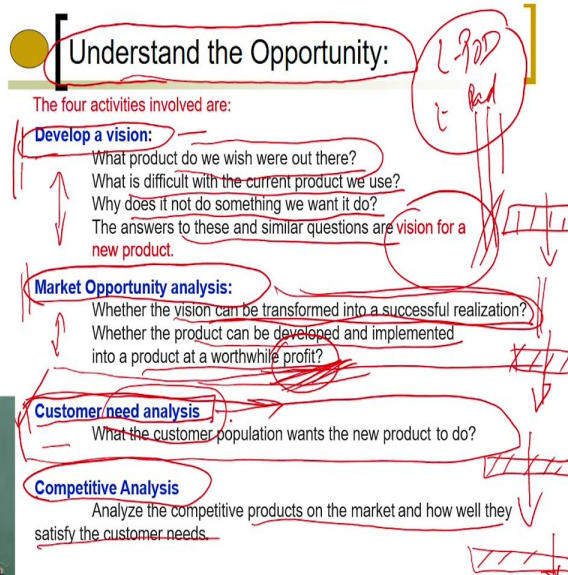 Understand the Opportunity:
The four activities involved are:
Develop a vision:
What product do we wish were out there?
What is difficult with the current product we use?
Why does it not do something we want it do?
The answers to these and similar questions are vision for a
new product.
Market Opportunity analysis:
Whether the vision can be transformed into a successful realization?
Whether the product can be developed and implemented
into a product at a worthwhile profit?
Customer need analysis
What the customer population wants the new product to do?
Competitive Analysis
Analyze the competitive products on the market and how well they
satisfy the customer needs.